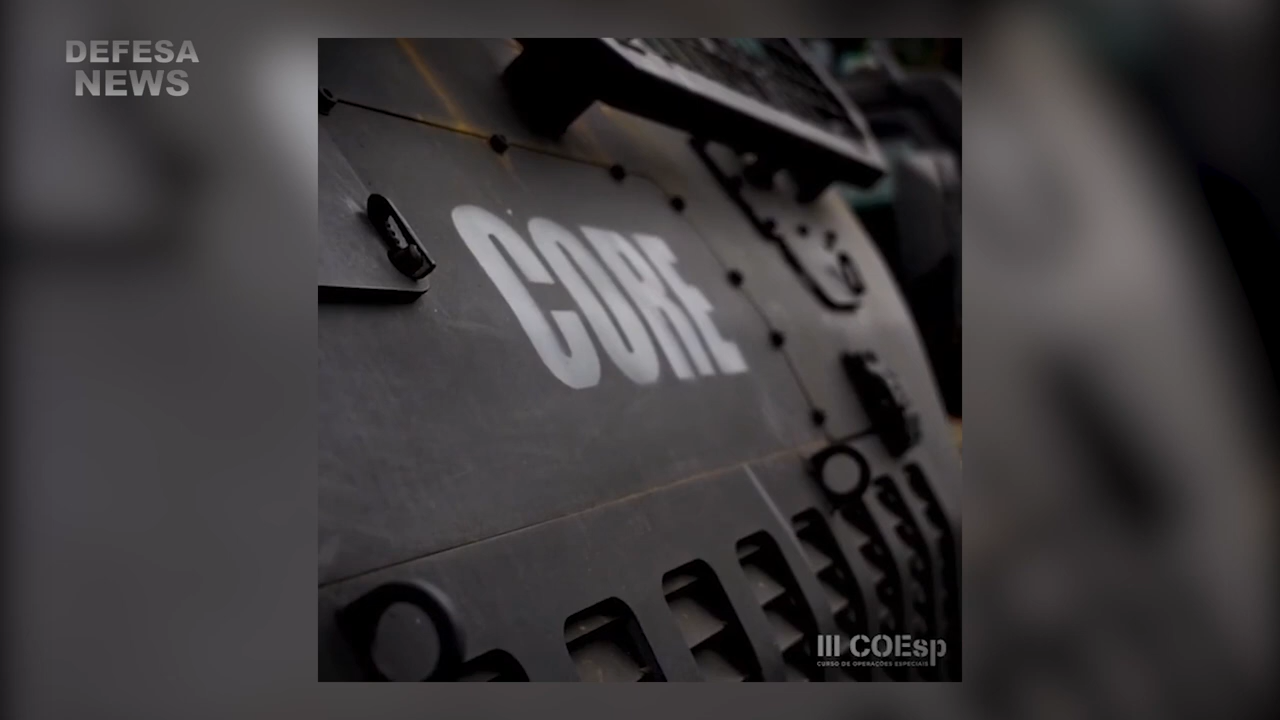 DEFESA
NEWS
CORE
III COEsp
CURSO DE OPERAÇÕES ESPECIAIS